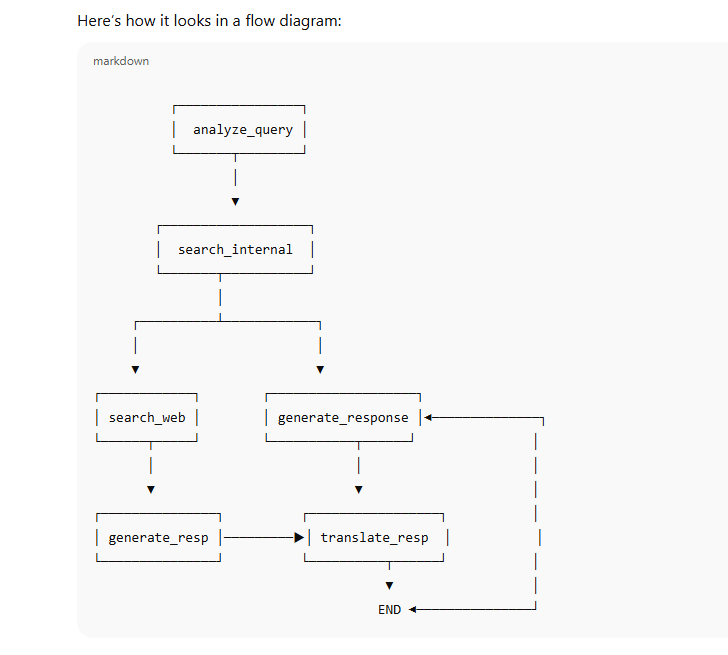 Here's how it looks in a flow diagram:
markdown
analyze_query
search_internal
search_web generate_response
generate_resp translate_resp
END